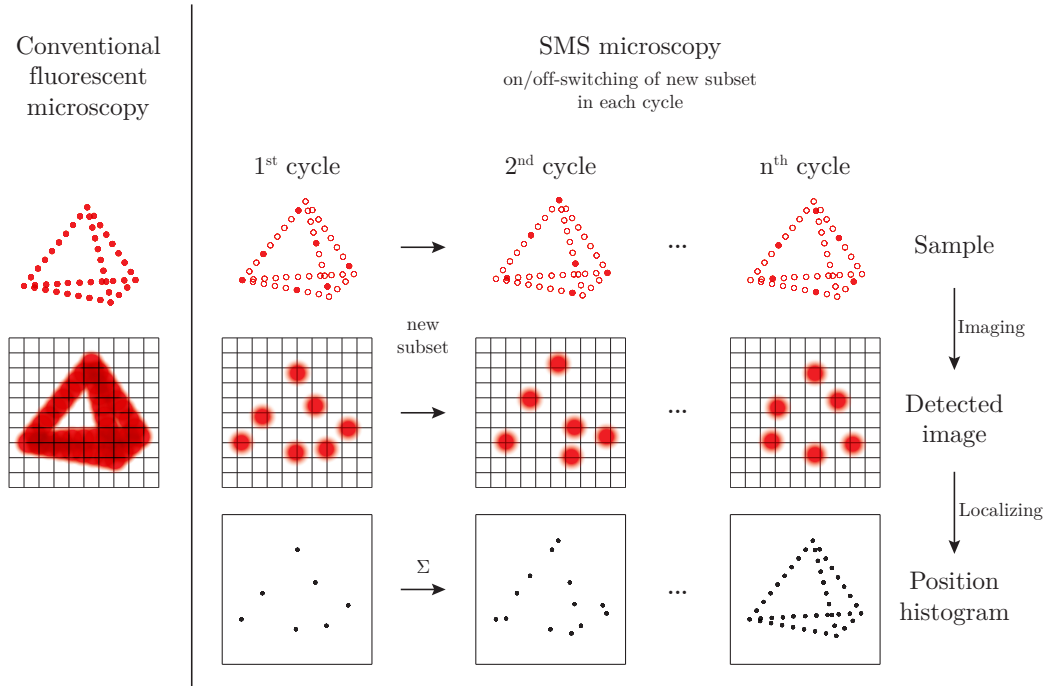 Conventional
fluorescent
microscopy
SMS microscopy
on/off-switching of new subset
in each cycle
1st cycle
2nd cycle
nth cycle
...
Sample
Imaging
new
subset
...
Detected
image
Localizing
Σ
...
Position
histogram